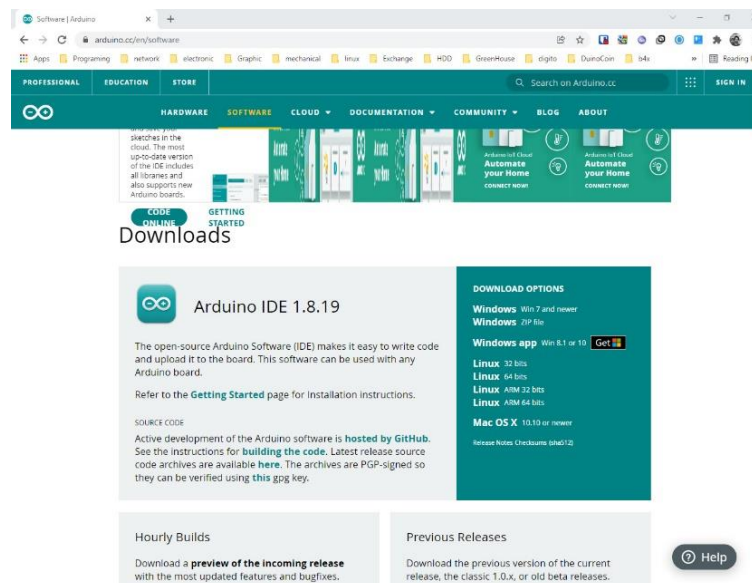 Software | Arduino
arduino.cc/en/software
Apps Programing network electronic Graphic mechanical linux Exchange HDD GreenHouse digito DuinoCoin b4x » Reading
PROFESSIONAL EDUCATION STORE Search on Arduino.cc SIGN IN
HARDWARE SOFTWARE CLOUD DOCUMENTATION COMMUNITY BLOG ABOUT
and save your
sketches in the
cloud. The most
up-to-date version
of the IDE includes
all libraries and
also supports new
Arduino boards.
Arduino IoT Cloud
Automate
your Home
CONNECT NOW!
Arduino IoT Cloud
Automate
your Home
CONNECT NOW!
CODE
ONLINE
GETTING
STARTED
Downloads
Arduino IDE 1.8.19
The open-source Arduino Software (IDE) makes it easy to write code
and upload it to the board. This software can be used with any
Arduino board.
Refer to the Getting Started page for Installation instructions.
SOURCE CODE
Active development of the Arduino software is hosted by GitHub.
See the instructions for building the code. Latest release source
code archives are available here. The archives are PGP-signed so
they can be verified using this gpg key.
DOWNLOAD OPTIONS
Windows Win 7 and newer
Windows ZIP file
Windows app Win 8.1 or 10 Get
Linux 32 bits
Linux 64 bits
Linux ARM 32 bits
Linux ARM 64 bits
Mac OS X 10.10 or newer
Release Notes Checksums (sha512)
Hourly Builds
Download a preview of the incoming release
with the most updated features and bugfixes.
Previous Releases
Download the previous version of the current
release, the classic 1.0.x, or old beta releases.
Help